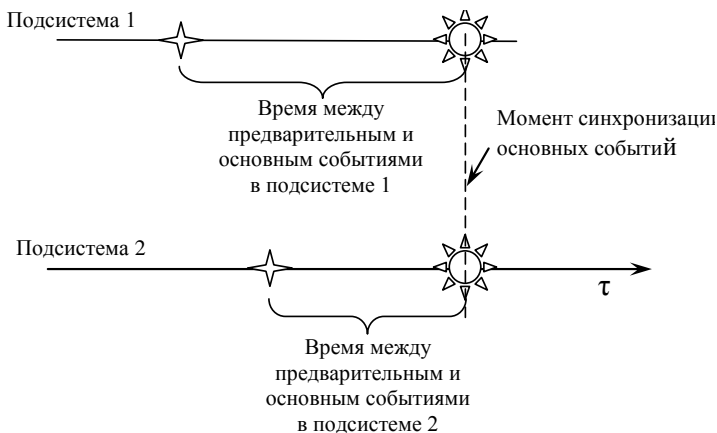 Подсистема 1
Время между
предварительным и
основным событиями
в подсистеме 1
Момент синхронизации
основных событий
Подсистема 2
τ
Время между
предварительным и
основным событиями
в подсистеме 2